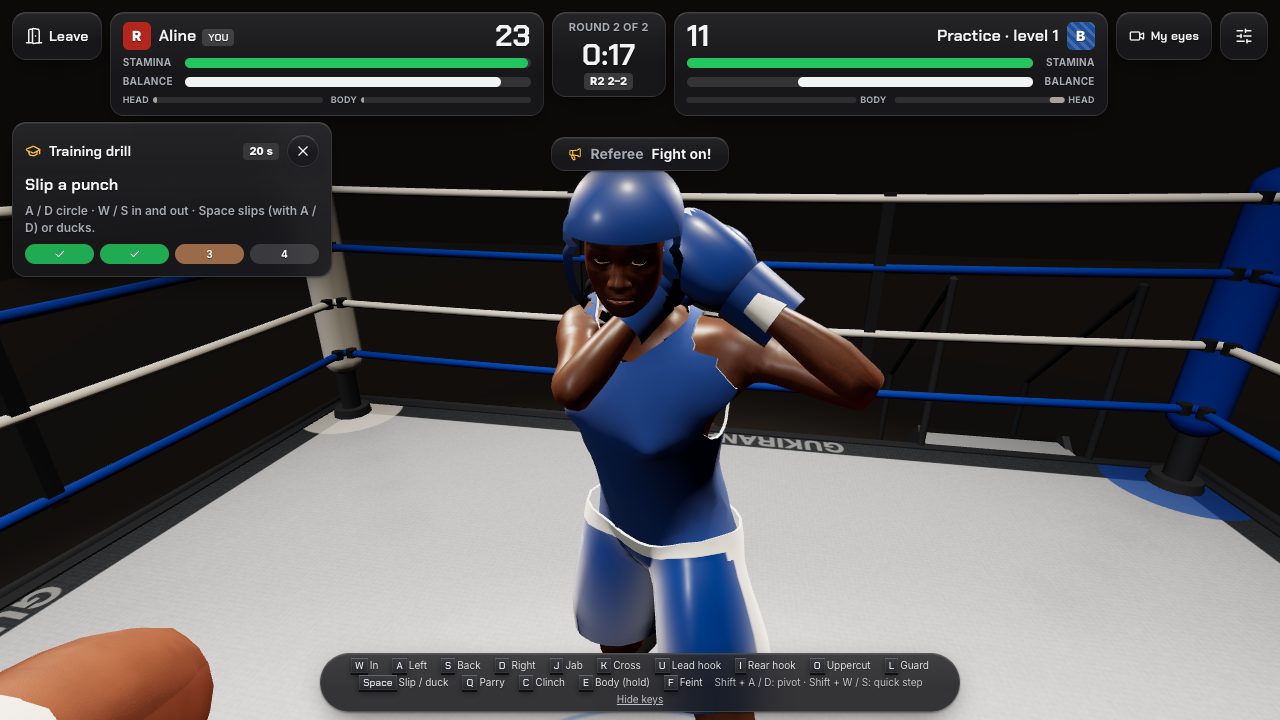 Leave
R Aline YOU 23
STAMINA
BALANCE
HEAD BODY
ROUND 2 OF 2
0:17
R2 2–2
11 Practice · level 1 B
STAMINA
BALANCE
BODY HEAD
My eyes
Training drill 20 s
Slip a punch
A / D circle · W / S in and out · Space slips (with A /
D) or ducks.
3 4
Referee Fight on!
GUKIRAN
GU
W In A Left S Back D Right J Jab K Cross U Lead hook I Rear hook O Uppercut L Guard
Space Slip / duck Q Parry C Clinch E Body (hold) F Feint Shift + A / D: pivot · Shift + W / S: quick step
Hide keys